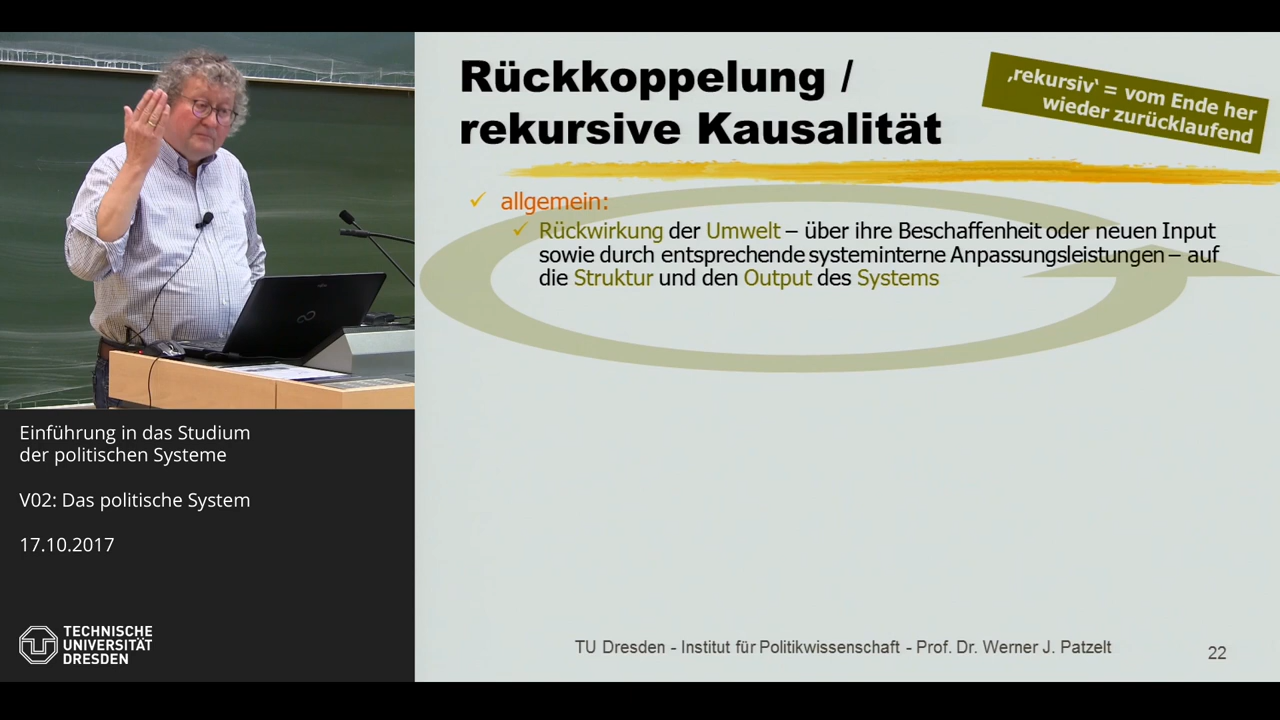 Rückkoppelung /
rekursive Kausalität
‚rekursiv‘ = vom Ende her
wieder zurücklaufend
allgemein:
Rückwirkung der Umwelt – über ihre Beschaffenheit oder neuen Input
sowie durch entsprechende systeminterne Anpassungsleistungen – auf
die Struktur und den Output des Systems
Einführung in das Studium
der politischen Systeme
V02: Das politische System
17.10.2017
TECHNISCHE
UNIVERSITÄT
DRESDEN
TU Dresden - Institut für Politikwissenschaft - Prof. Dr. Werner J. Patzelt
22